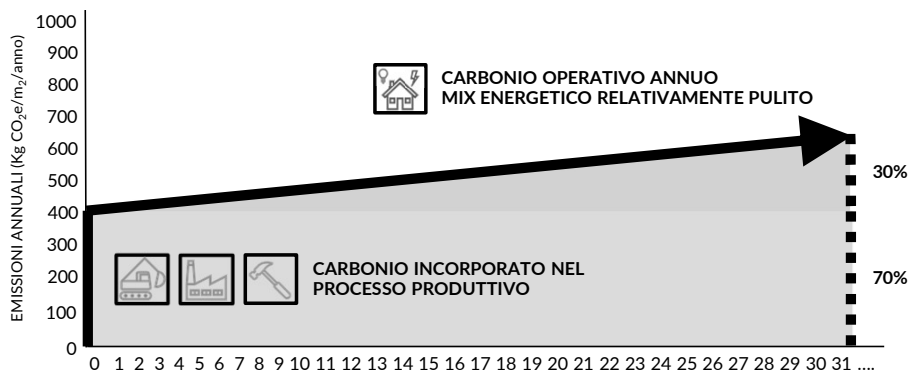 EMISSIONI ANNUALI (Kg CO₂e/m₂/anno)
1000
900
800
700
600
500
400
300
200
100
0
CARBONIO OPERATIVO ANNUO
MIX ENERGETICO RELATIVAMENTE PULITO
30%
CARBONIO INCORPORATO NEL
PROCESSO PRODUTTIVO
70%
0 1 2 3 4 5 6 7 8 9 10 11 12 13 14 15 16 17 18 19 20 21 22 23 24 25 26 27 28 29 30 31 ....